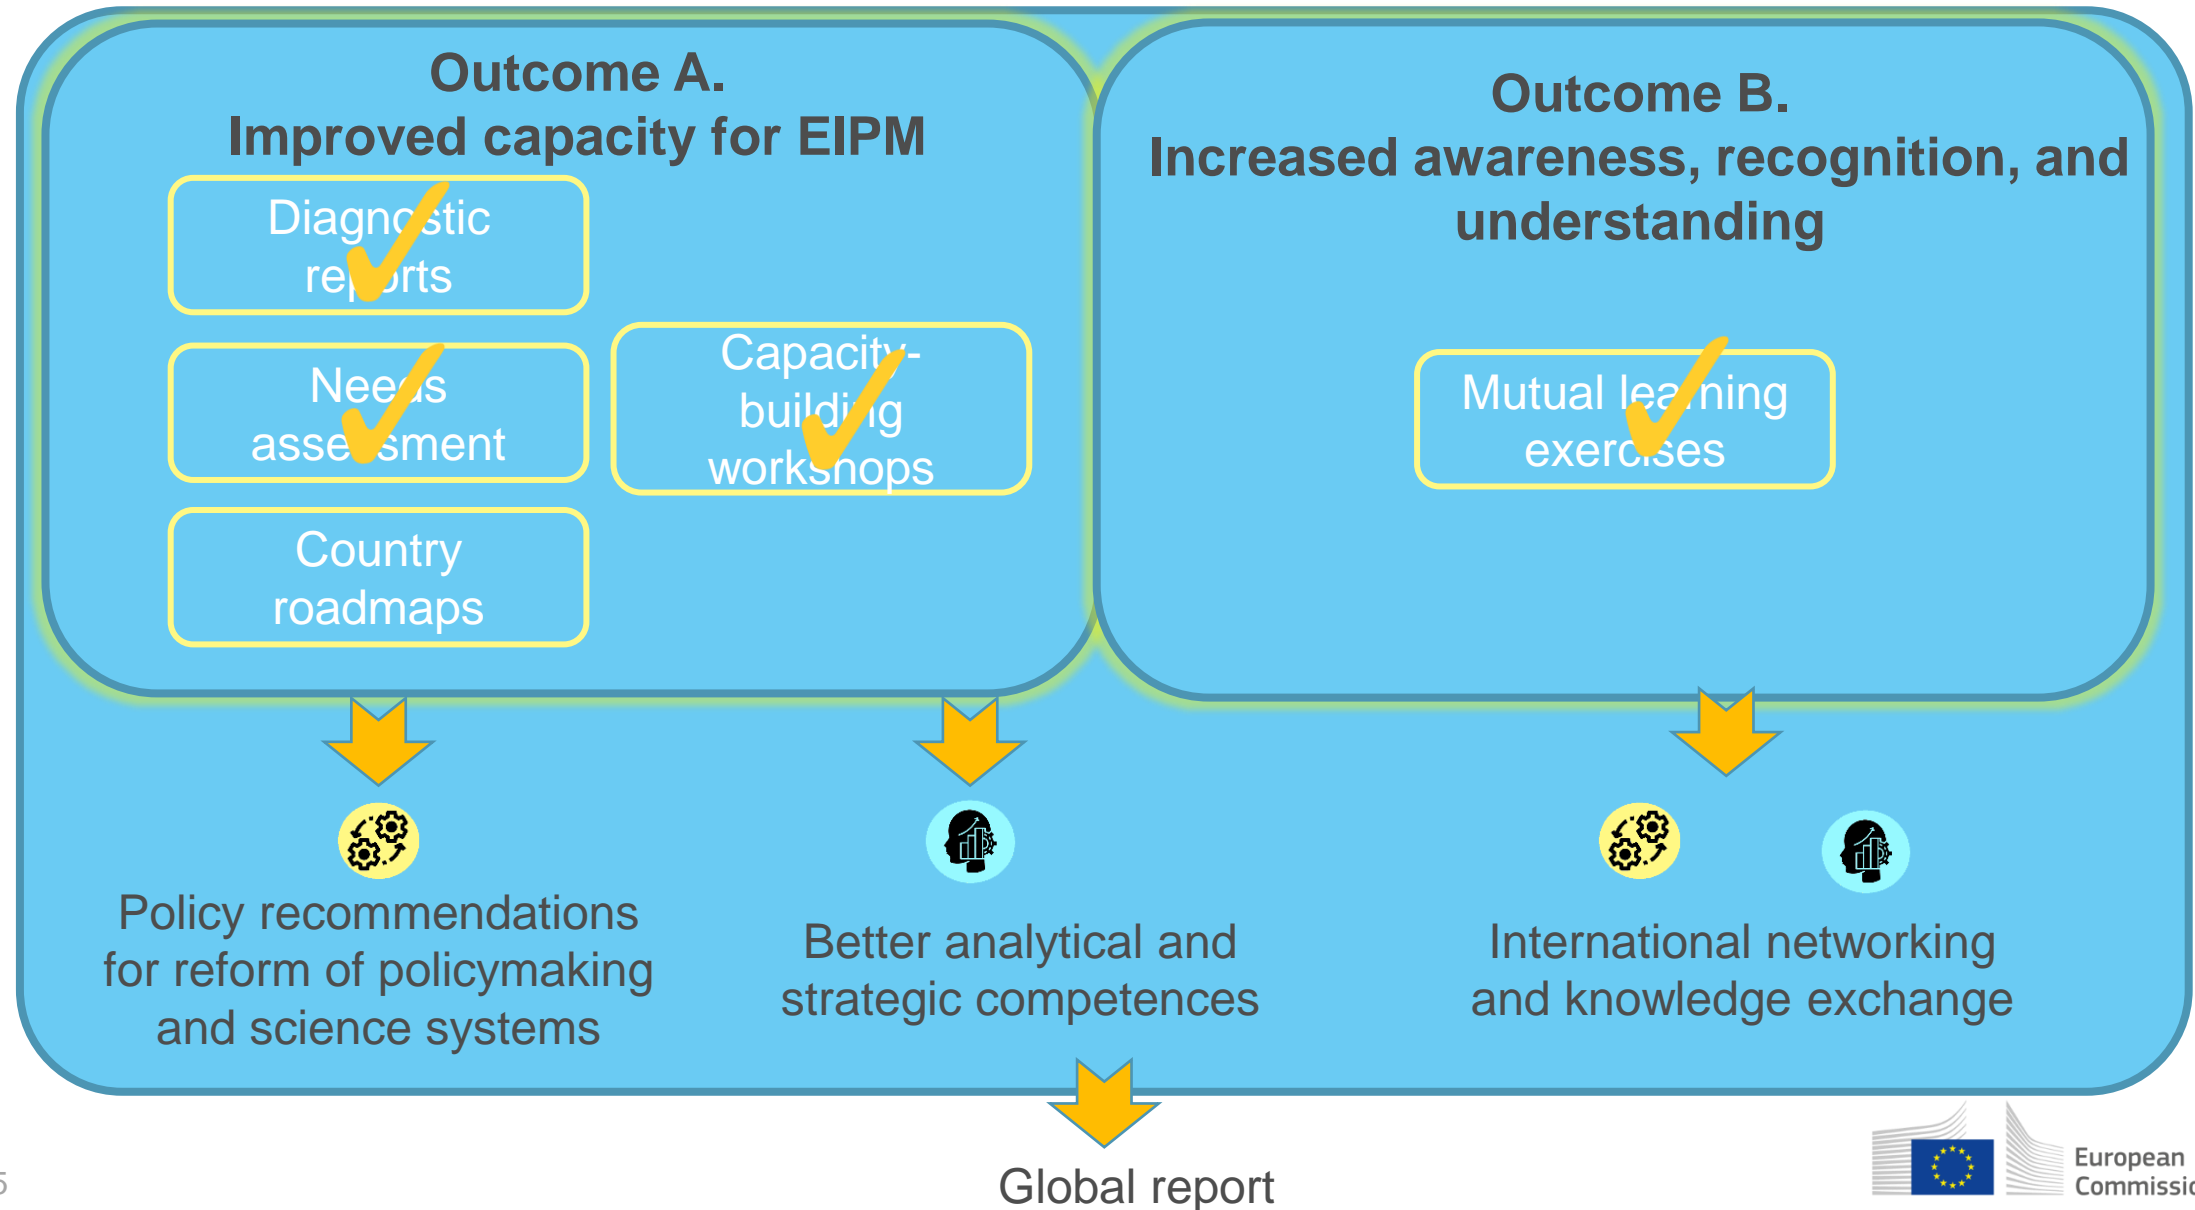 Outcome A.
Improved capacity for EIPM
Diagnostic
reports
Needs
assessment
Country
roadmaps
Capacity-
building
workshops
Outcome B.
Increased awareness, recognition, and
understanding
Mutual learning
exercises
Policy recommendations
for reform of policymaking
and science systems
Better analytical and
strategic competences
International networking
and knowledge exchange
Global report
5
European
Commissio